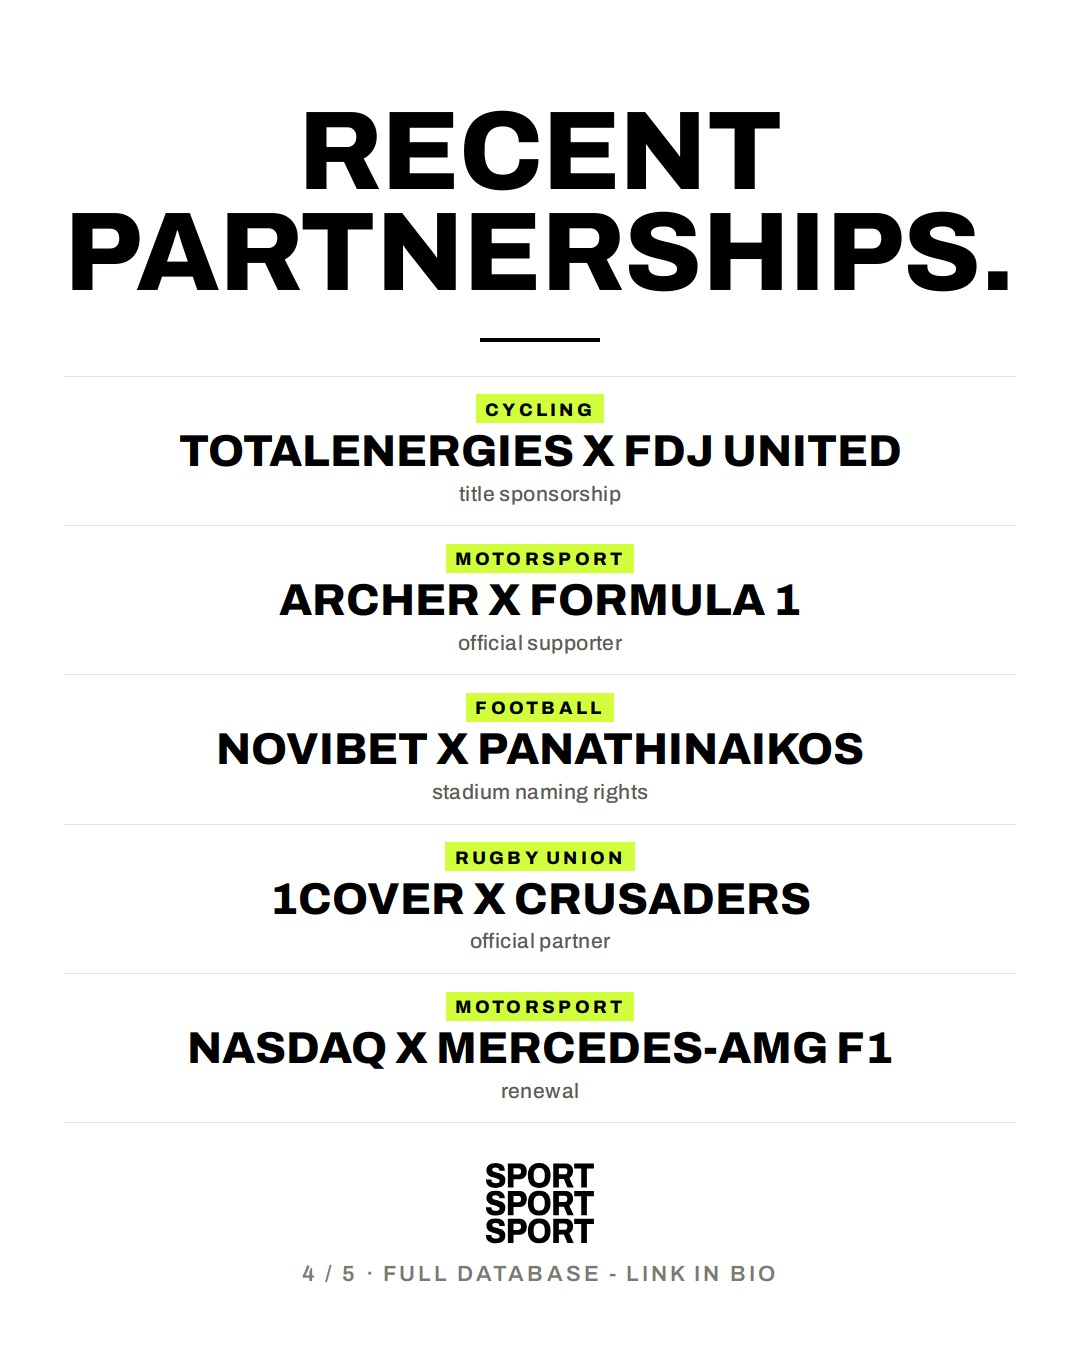 RECENT
PARTNERSHIPS.
CYCLING
TOTALENERGIES X FDJ UNITED
title sponsorship
MOTORSPORT
ARCHER X FORMULA 1
official supporter
FOOTBALL
NOVIBET X PANATHINAIKOS
stadium naming rights
RUGBY UNION
1COVER X CRUSADERS
official partner
MOTORSPORT
NASDAQ X MERCEDES-AMG F1
renewal
SPORT
SPORT
SPORT
4 / 5 · FULL DATABASE - LINK IN BIO